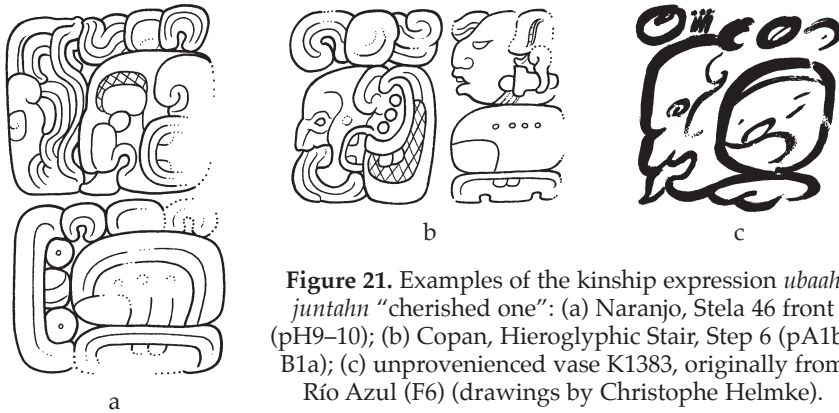 a
b
c
Figure 21. Examples of the kinship expression ubaah
juntahn “cherished one”: (a) Naranjo, Stela 46 front
(pH9–10); (b) Copan, Hieroglyphic Stair, Step 6 (pA1b-
B1a); (c) unprovenienced vase K1383, originally from
Río Azul (F6) (drawings by Christophe Helmke).